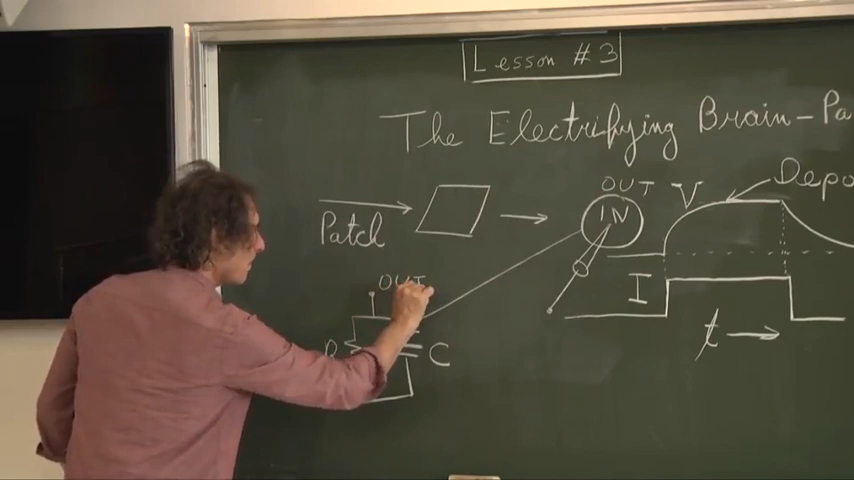 Lesson #3
The Electrifying Brain-Pa
OUT V Depo
Patch IN
OUT I
R C t